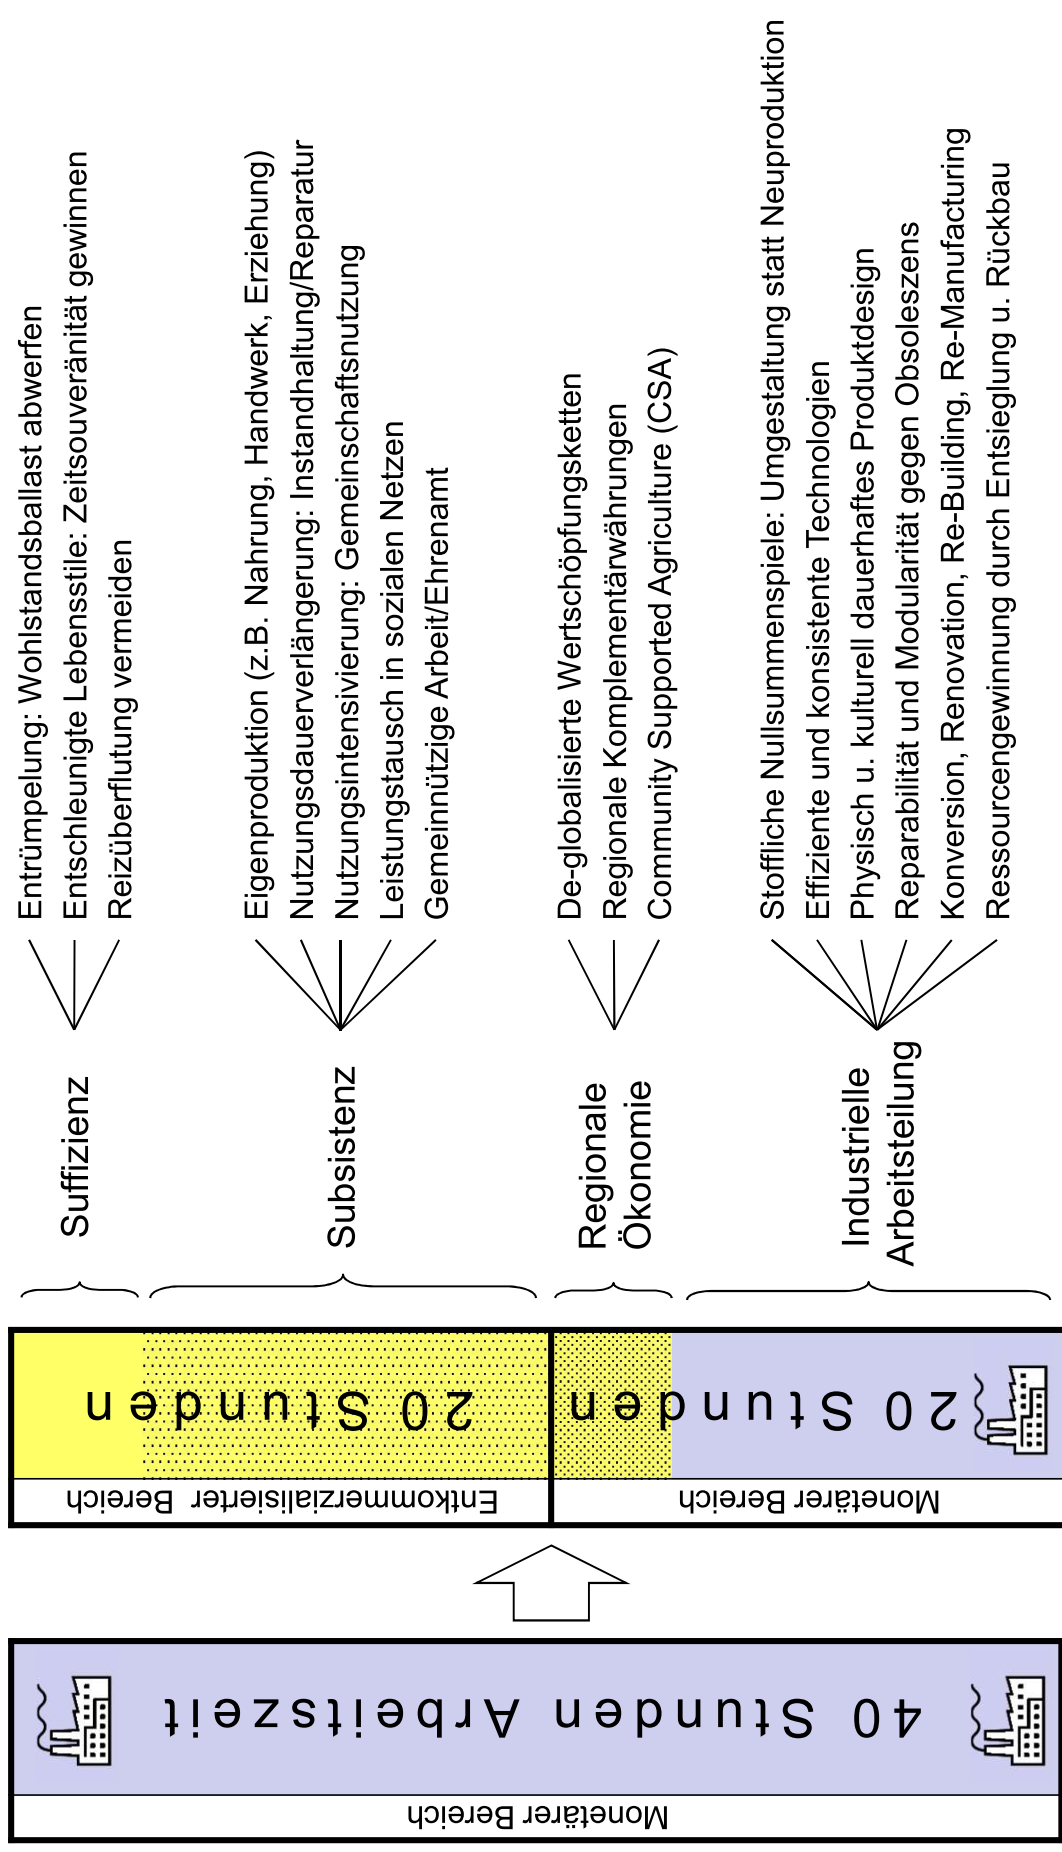 Monetärer Bereich
40 Stunden Arbeitszeit
Entkommerzialisierter Bereich
20 Stunden
Monetärer Bereich
20 Stunden
Suffizienz
Entrümpelung: Wohlstandsballast abwerfen
Entschleunigte Lebensstile: Zeitsouveränität gewinnen
Reizüberflutung vermeiden
Subsistenz
Eigenproduktion (z.B. Nahrung, Handwerk, Erziehung)
Nutzungsdauerverlängerung: Instandhaltung/Reparatur
Nutzungsintensivierung: Gemeinschaftsnutzung
Leistungstausch in sozialen Netzen
Gemeinnützige Arbeit/Ehrenamt
Regionale
Ökonomie
De-globalisierte Wertschöpfungsketten
Regionale Komplementärwährungen
Community Supported Agriculture (CSA)
Industrielle
Arbeitsteilung
Stoffliche Nullsummenspiele: Umgestaltung statt Neuproduktion
Effiziente und konsistente Technologien
Physisch u. kulturell dauerhaftes Produktdesign
Reparabilität und Modularität gegen Obsoleszens
Konversion, Renovation, Re-Building, Re-Manufacturing
Ressourcengewinnung durch Entsieglung u. Rückbau